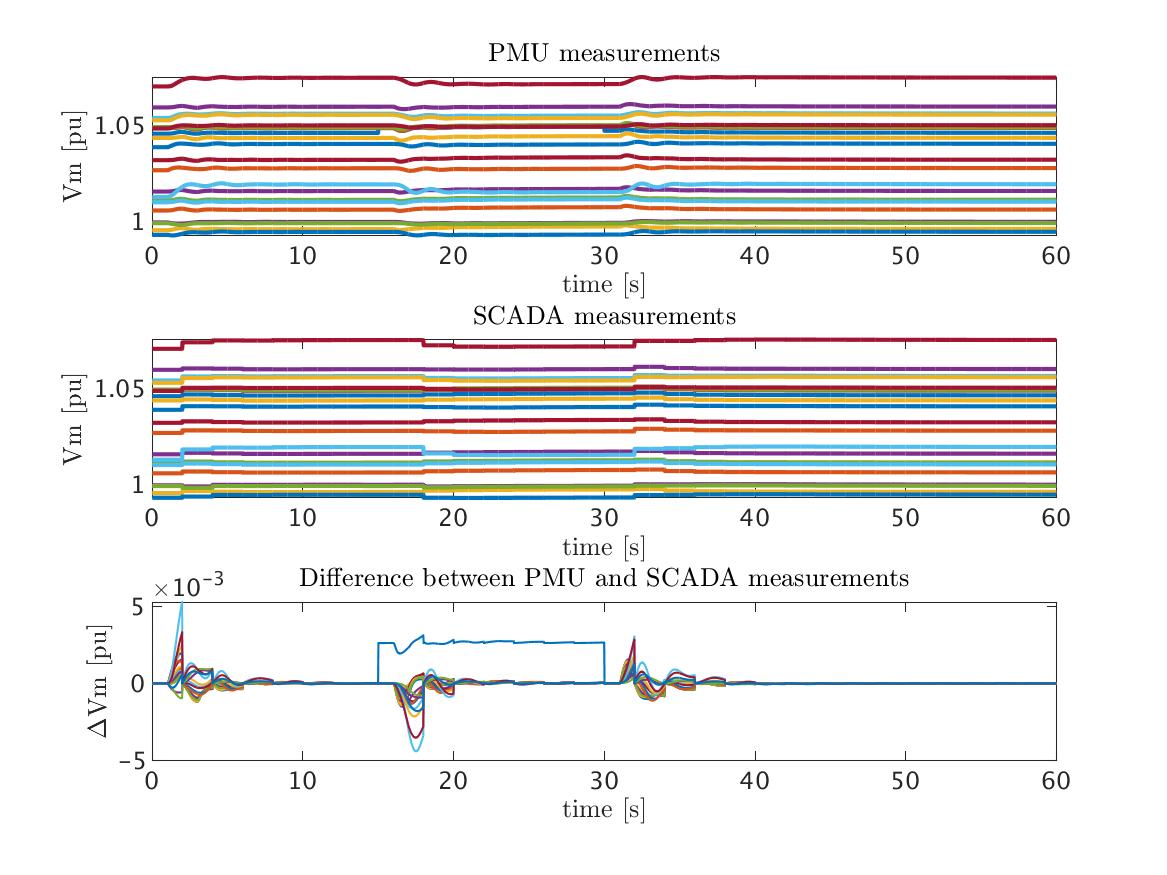 PMU measurements
Vm [pu]
1.05
1
0 10 20 30 40 50 60
time [s]
SCADA measurements
Vm [pu]
1.05
1
0 10 20 30 40 50 60
time [s]
Difference between PMU and SCADA measurements
×10⁻³
ΔVm [pu]
5
0
−5
0 10 20 30 40 50 60
time [s]